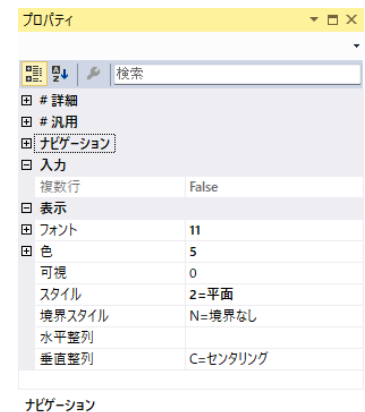 プロパティ
検索
# 詳細
# 汎用
ナビゲーション
入力
複数行 False
表示
フォント 11
色 5
可視 0
スタイル 2=平面
境界スタイル N=境界なし
水平整列
垂直整列 C=センタリング
ナビゲーション